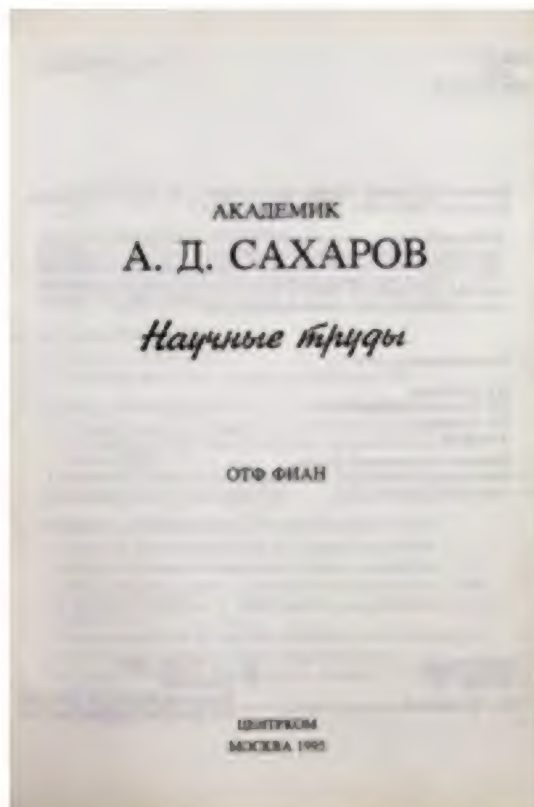 АКАДЕМИК
А. Д. САХАРОВ
Научные труды
ОТФ ФИАН
ЦЕНТРКОМ
МОСКВА 1995